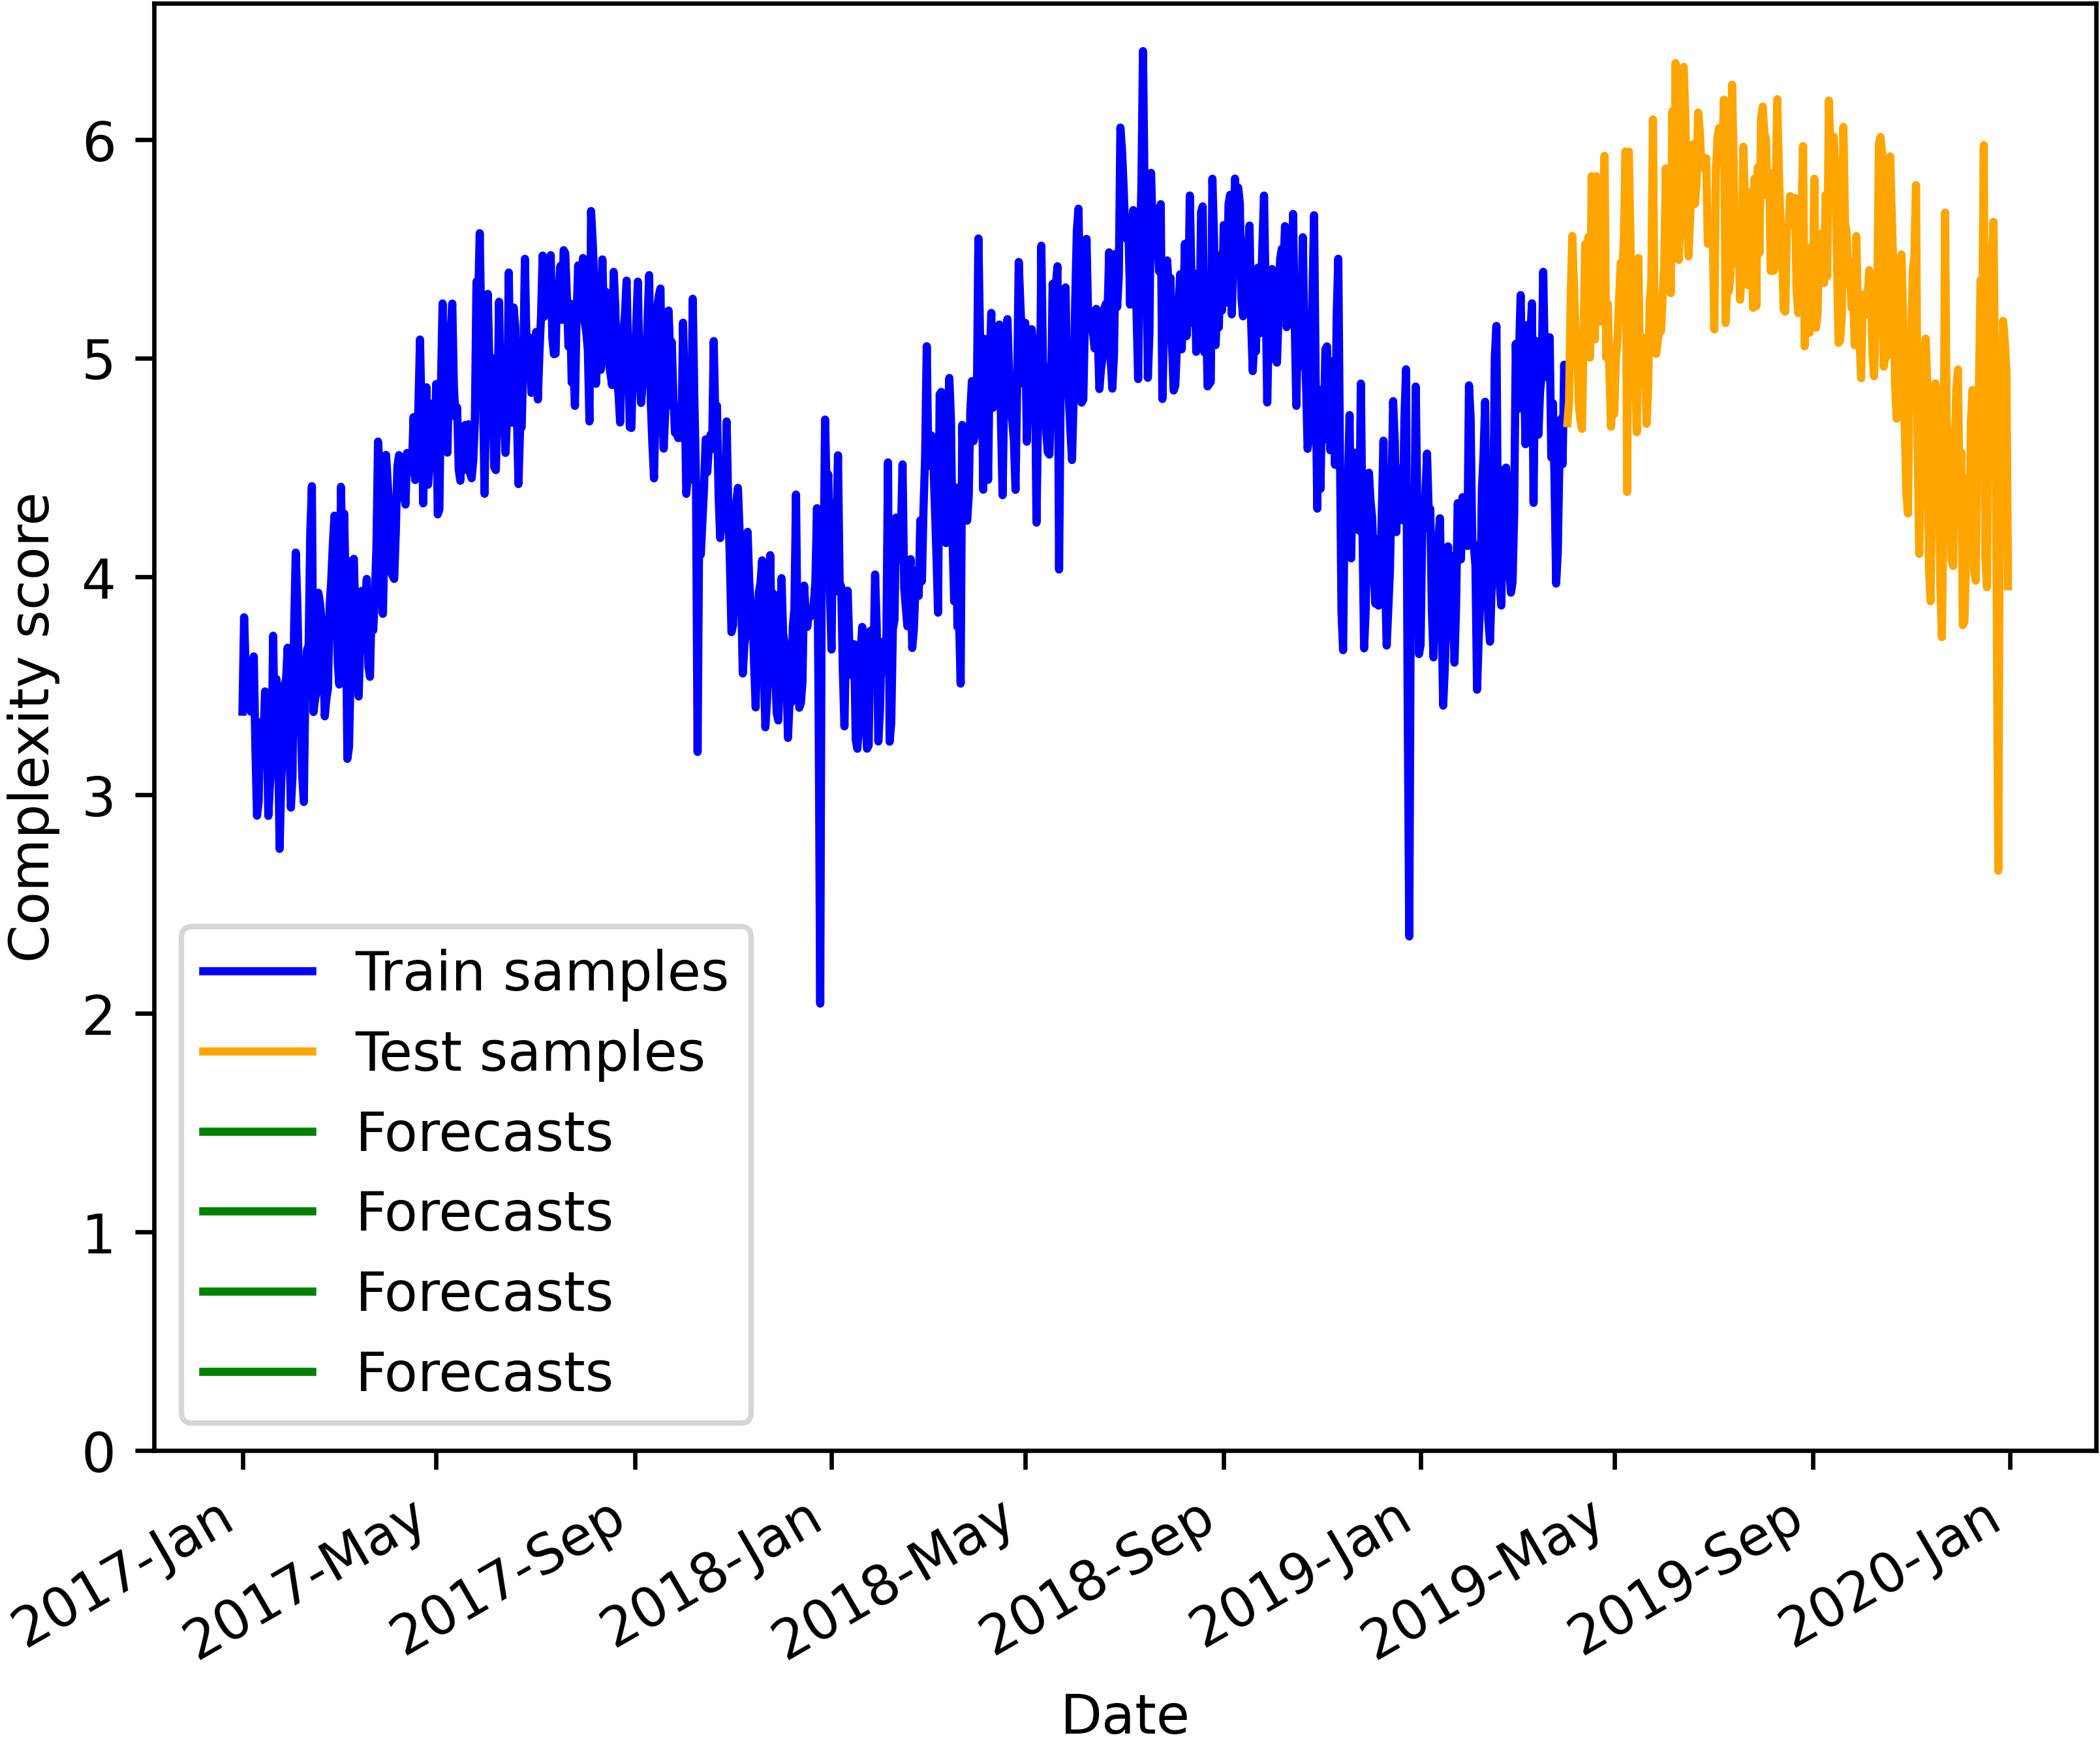 Complexity score
6
5
4
3
2
1
0
Train samples
Test samples
Forecasts
Forecasts
Forecasts
Forecasts
2017-Jan
2017-May
2017-Sep
2018-Jan
2018-May
2018-Sep
2019-Jan
2019-May
2019-Sep
2020-Jan
Date